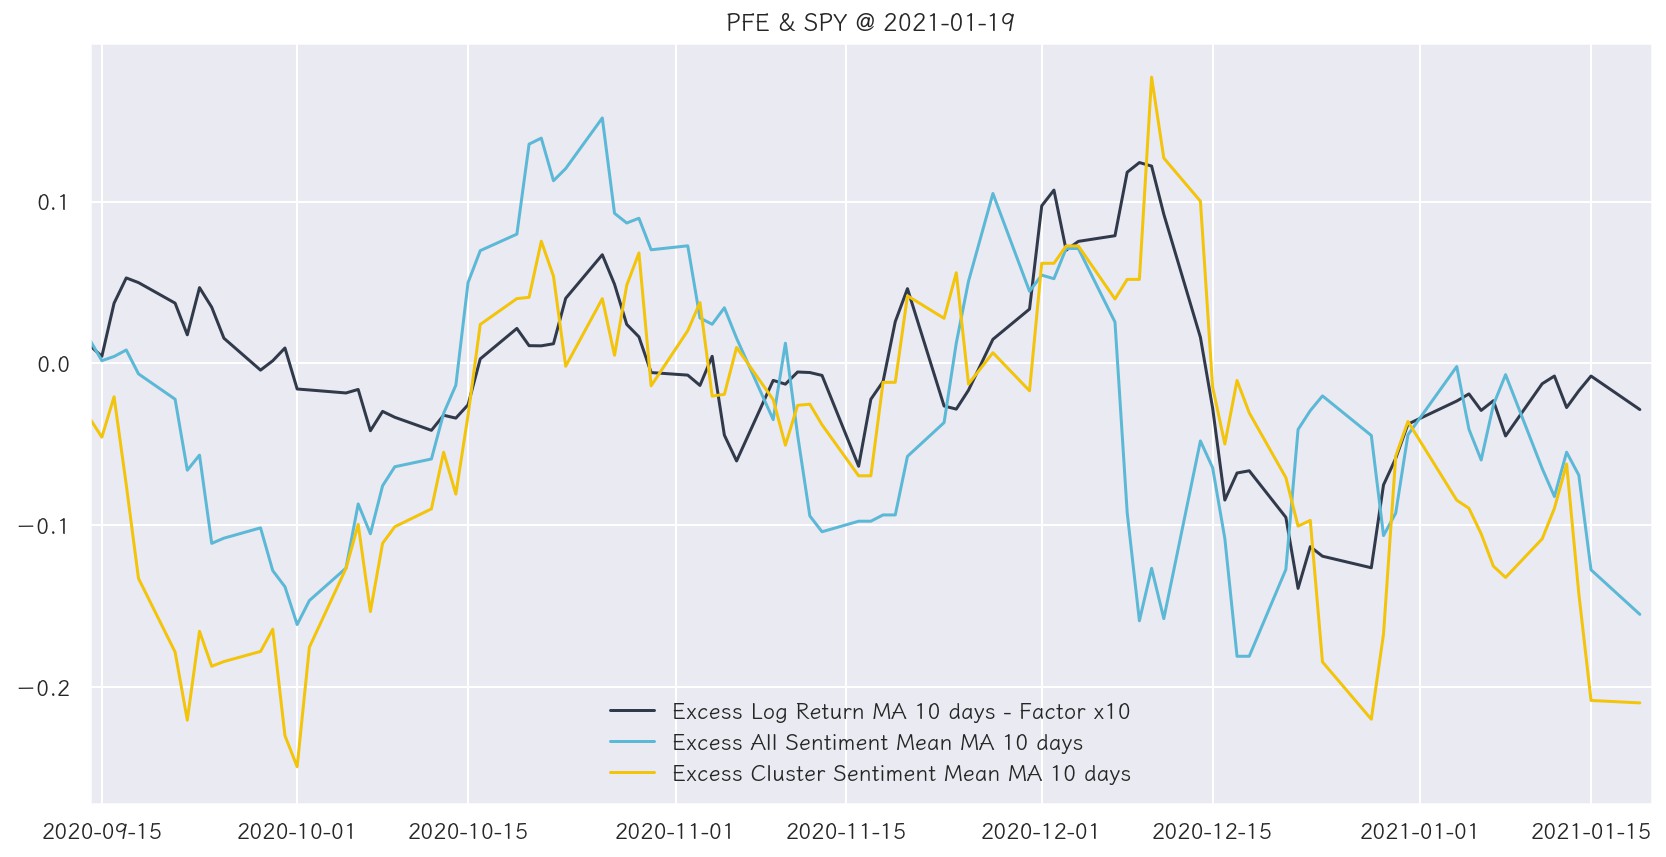 PFE & SPY @ 2021-01-19
0.1
0.0
−0.1
−0.2
Excess Log Return MA 10 days - Factor x10
Excess All Sentiment Mean MA 10 days
Excess Cluster Sentiment Mean MA 10 days
2020-09-15 2020-10-01 2020-10-15 2020-11-01 2020-11-15 2020-12-01 2020-12-15 2021-01-01 2021-01-15